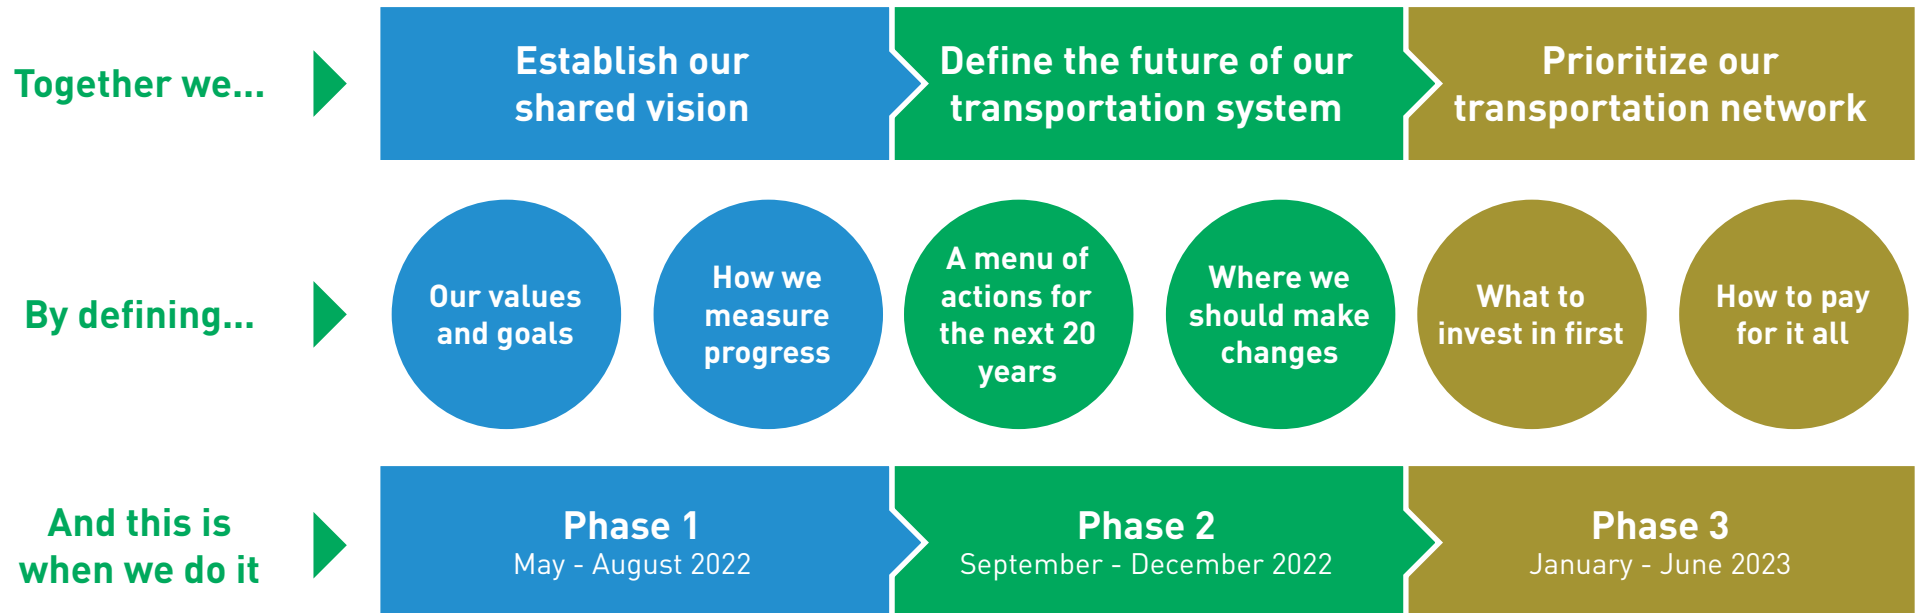 Together we...
Establish our
shared vision
Define the future of our
transportation system
Prioritize our
transportation network
By defining...
Our values
and goals
How we
measure
progress
A menu of
actions for
the next 20
years
Where we
should make
changes
What to
invest in first
How to pay
for it all
And this is
when we do it
Phase 1
May - August 2022
Phase 2
September - December 2022
Phase 3
January - June 2023